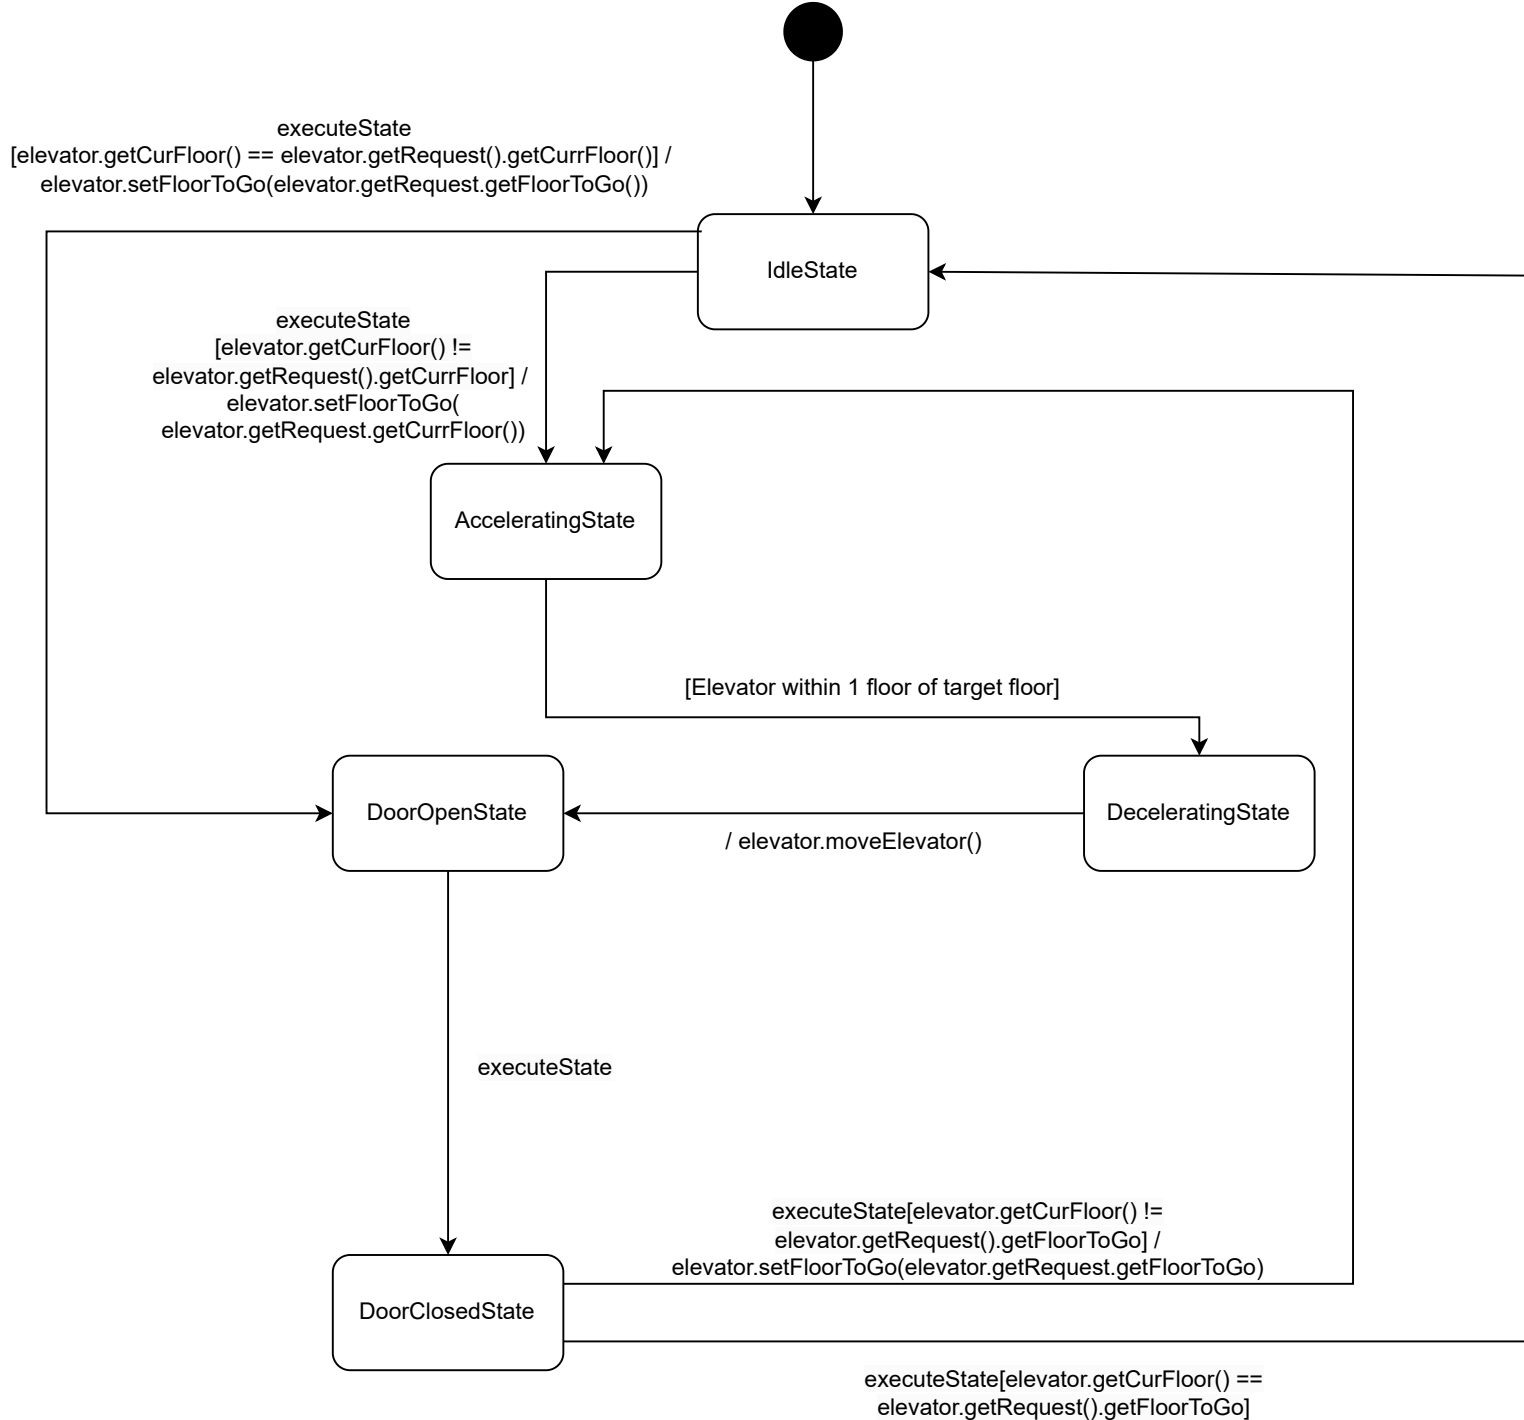 executeState
[elevator.getCurFloor() == elevator.getRequest().getCurrFloor()] /
elevator.setFloorToGo(elevator.getRequest.getFloorToGo())
IdleState
executeState
[elevator.getCurFloor() !=
elevator.getRequest().getCurrFloor] /
elevator.setFloorToGo(
elevator.getRequest.getCurrFloor())
AcceleratingState
[Elevator within 1 floor of target floor]
DoorOpenState
DeceleratingState
/ elevator.moveElevator()
executeState
executeState[elevator.getCurFloor() !=
elevator.getRequest().getFloorToGo] /
elevator.setFloorToGo(elevator.getRequest.getFloorToGo)
DoorClosedState
executeState[elevator.getCurFloor() ==
elevator.getRequest().getFloorToGo]